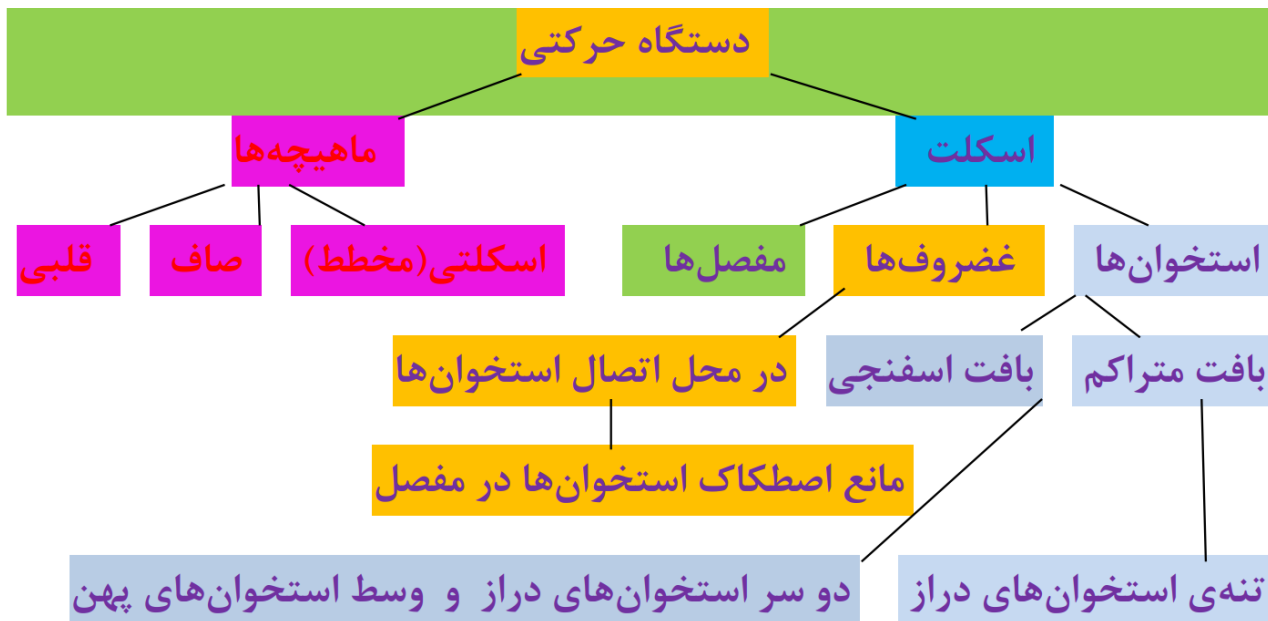 دستگاه حرکتی
اسکلت
ماهیچه‌ها
استخوان‌ها
غضروف‌ها
مفصل‌ها
اسکلتی(مخطط)
صاف
قلبی
بافت متراکم
بافت اسفنجی
در محل اتصال استخوان‌ها
مانع اصطکاک استخوان‌ها در مفصل
تنه‌ی استخوان‌های دراز
دو سر استخوان‌های دراز و وسط استخوان‌های پهن